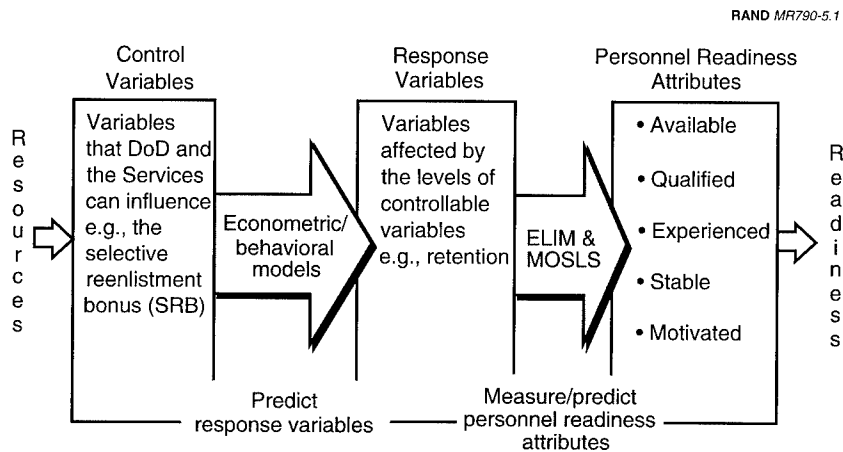 RAND MR790-5.1
Control
Variables
Response
Variables
Personnel Readiness
Attributes
Resources
Variables
that DoD and
the Services
can influence
e.g., the
selective
reenlistment
bonus (SRB)
Econometric/
behavioral
models
Variables
affected by
the levels of
controllable
variables
e.g., retention
ELIM &
MOSLS
• Available
• Qualified
• Experienced
• Stable
• Motivated
Readiness
Predict
response variables
Measure/predict
personnel readiness
attributes